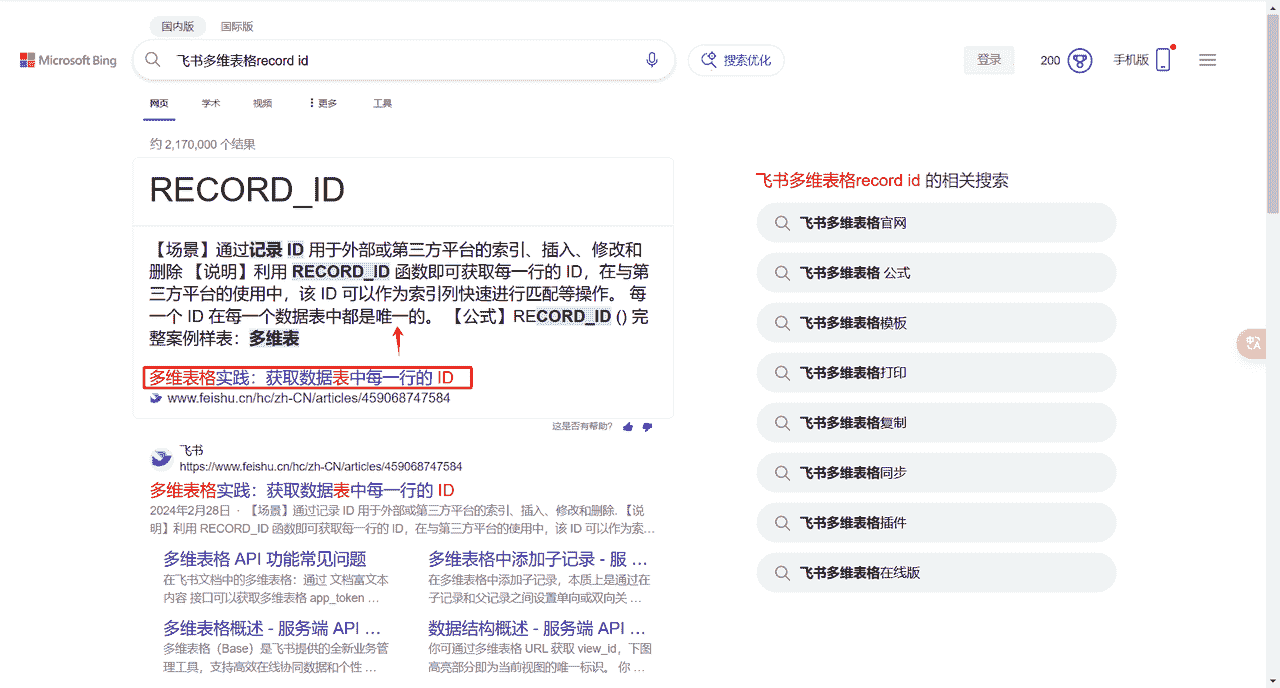 国内版 国际版
Microsoft Bing
飞书多维表格record id
搜索优化
登录
200
手机版
网页 学术 视频 更多 工具
约 2,170,000 个结果
RECORD_ID
【场景】通过记录 ID 用于外部或第三方平台的索引、插入、修改和
删除 【说明】利用 RECORD_ID 函数即可获取每一行的 ID，在与第
三方平台的使用中，该 ID 可以作为索引列快速进行匹配等操作。 每
一个 ID 在每一个数据表中都是唯一的。 【公式】RECORD_ID () 完
整案例样表：多维表
多维表格实践：获取数据表中每一行的 ID
www.feishu.cn/hc/zh-CN/articles/459068747584
这是否有帮助?
飞书
https://www.feishu.cn/hc/zh-CN/articles/459068747584
多维表格实践：获取数据表中每一行的 ID
2024年2月28日 · 【场景】通过记录 ID 用于外部或第三方平台的索引、插入、修改和删除. 【说
明】利用 RECORD_ID 函数即可获取每一行的 ID，在与第三方平台的使用中，该 ID 可以作为索…
多维表格 API 功能常见问题
在飞书文档中的多维表格：通过 文档富文本
内容 接口可以获取多维表格 app_token …
多维表格中添加子记录 - 服 …
在多维表格中添加子记录，本质上是通过在
子记录和父记录之间设置单向或双向关 …
多维表格概述 - 服务端 API …
多维表格（Base）是飞书提供的全新业务管
理工具，支持高效在线协同数据和个性 …
数据结构概述 - 服务端 API …
你可通过多维表格 URL 获取 view_id，下图
高亮部分即为当前视图的唯一标识。 你 …
飞书多维表格record id 的相关搜索
飞书多维表格官网
飞书多维表格 公式
飞书多维表格模板
飞书多维表格打印
飞书多维表格复制
飞书多维表格同步
飞书多维表格插件
飞书多维表格在线版